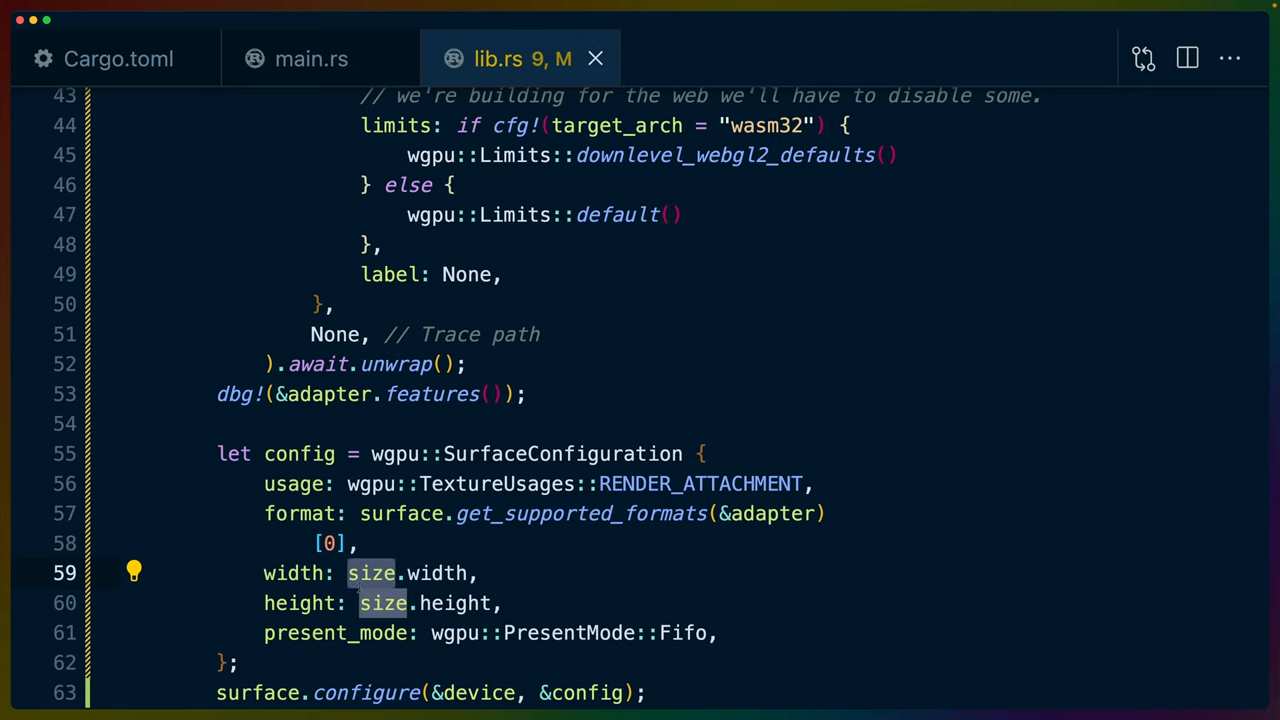 Cargo.toml
main.rs
lib.rs 9, M
43 // we're building for the web we'll have to disable some.
44 limits: if cfg!(target_arch = "wasm32") {
45 wgpu::Limits::downlevel_webgl2_defaults()
46 } else {
47 wgpu::Limits::default()
48 },
49 label: None,
50 },
51 None, // Trace path
52 ).await.unwrap();
53 dbg!(&adapter.features());
54
55 let config = wgpu::SurfaceConfiguration {
56 usage: wgpu::TextureUsages::RENDER_ATTACHMENT,
57 format: surface.get_supported_formats(&adapter)
58 [0],
59 width: size.width,
60 height: size.height,
61 present_mode: wgpu::PresentMode::Fifo,
62 };
63 surface.configure(&device, &config);